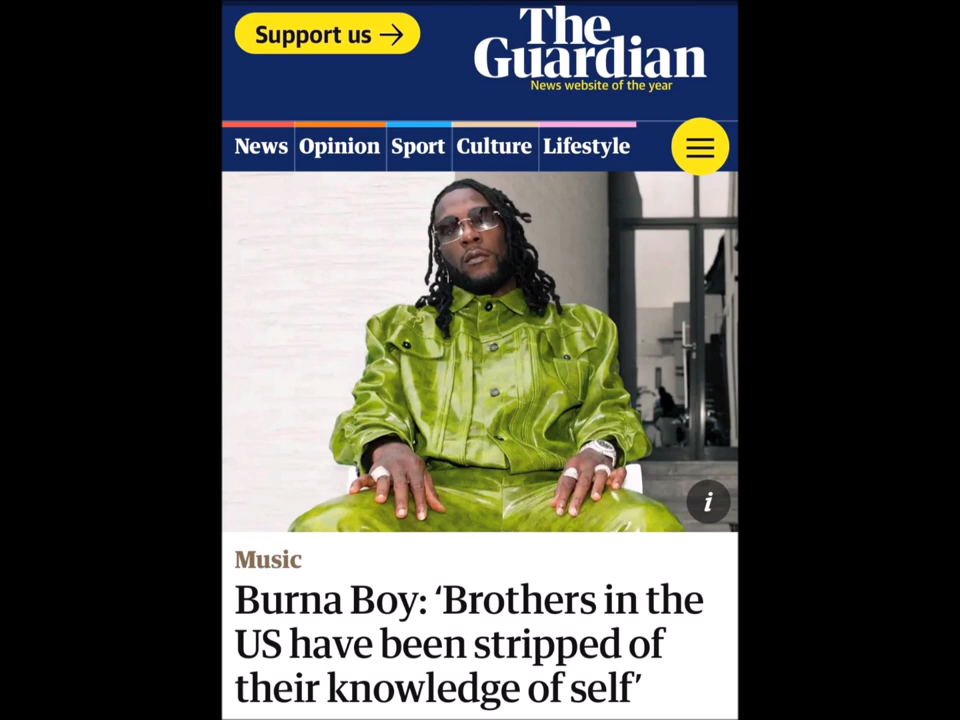 Support us →
The
Guardian
News website of the year
News Opinion Sport Culture Lifestyle
i
Music
Burna Boy: ‘Brothers in the
US have been stripped of
their knowledge of self’